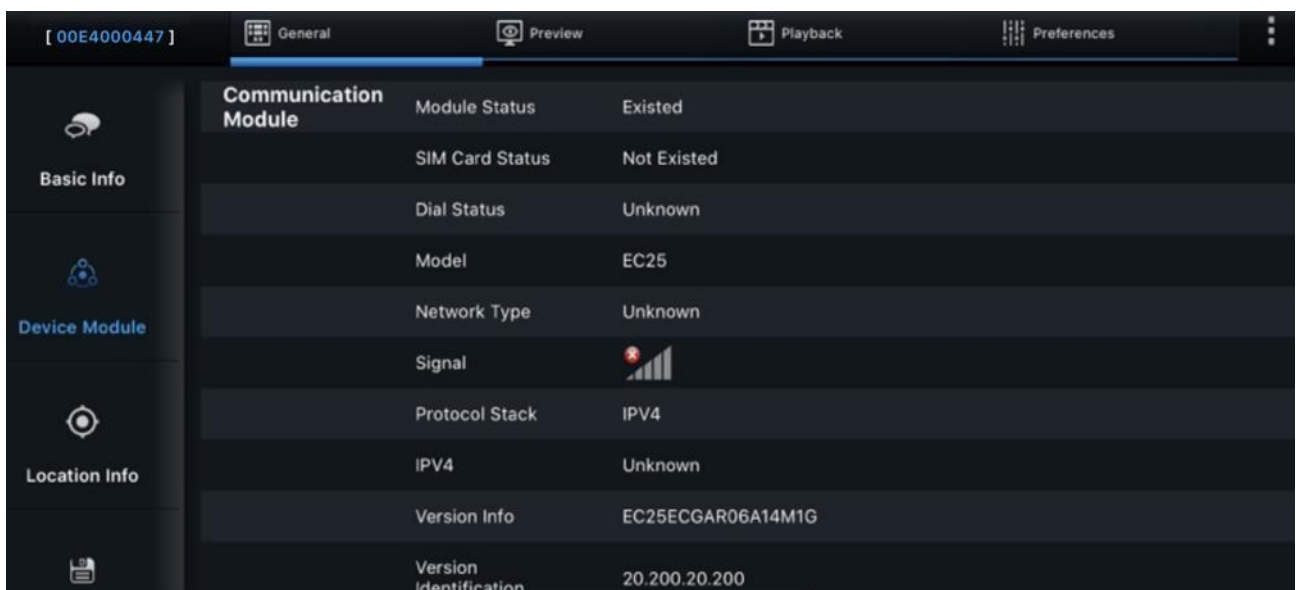 [ 00E4000447 ]
General
Preview
Playback
Preferences
Basic Info
Device Module
Location Info
Communication
Module
Module Status Existed
SIM Card Status Not Existed
Dial Status Unknown
Model EC25
Network Type Unknown
Signal
Protocol Stack IPV4
IPV4 Unknown
Version Info EC25ECGAR06A14M1G
Version
Identification 20.200.20.200